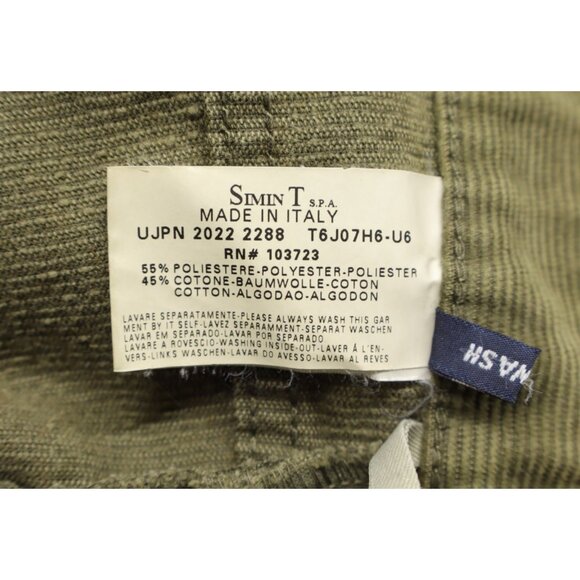 SIMIN T S.P.A.
MADE IN ITALY
UJPN 2022 2288 T6J07H6-U6
RN# 103723
55% POLIESTERE-POLYESTER-POLIESTER
45% COTONE-BAUMWOLLE-COTON
COTTON-ALGODAO-ALGODON
LAVARE SEPARATAMENTE-PLEASE ALWAYS WASH THIS GAR
MENT BY IT SELF-LAVEZ SEPARAMMENT-SEPARAT WASCHEN
LAVAR EM SEPARADO-LAVAR POR SEPARADO
LAVARE A ROVESCIO-WASHING INSIDE-OUT-LAVER Á L'EN-
VERS-LINKS WASCHEN-LAVAR DO AVESSO-LAVAR AL REVES
WASH